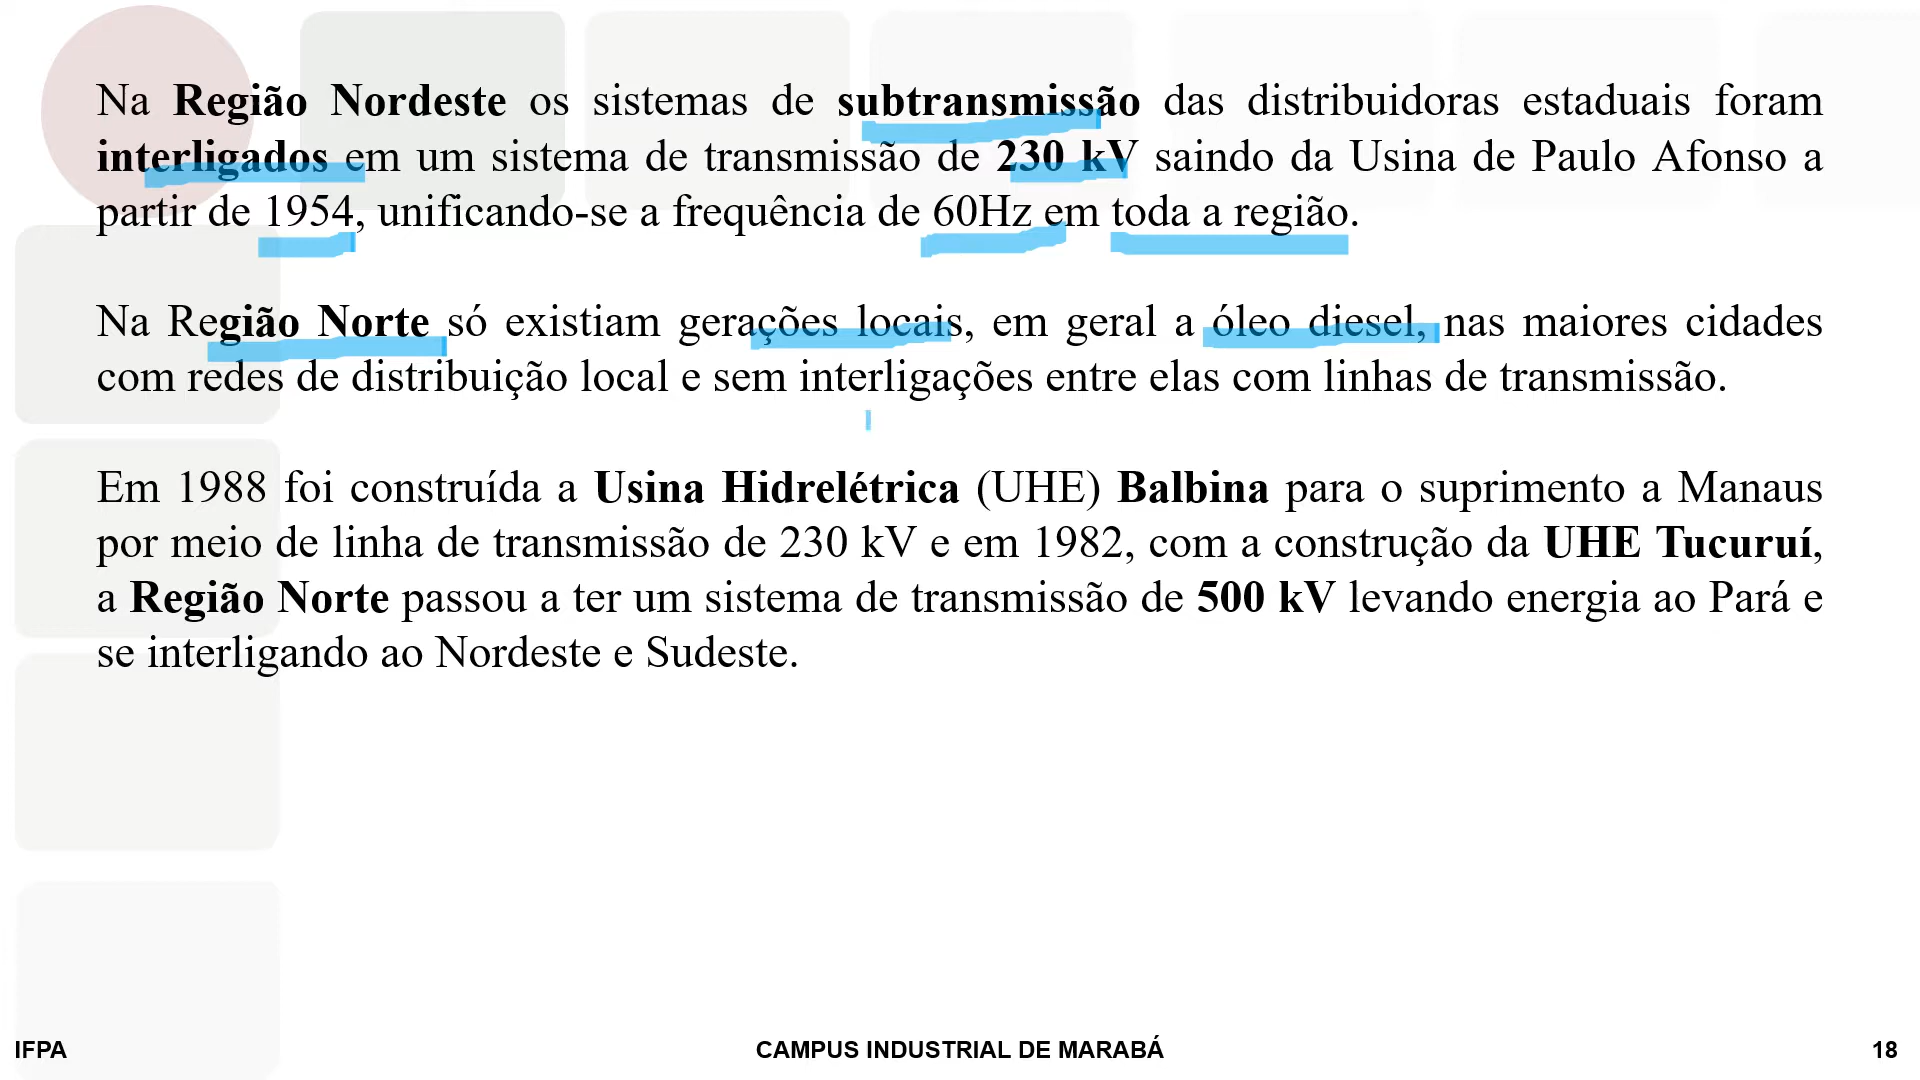 Na Região Nordeste os sistemas de subtransmissão das distribuidoras estaduais foram
interligados em um sistema de transmissão de 230 kV saindo da Usina de Paulo Afonso a
partir de 1954, unificando-se a frequência de 60Hz em toda a região.
Na Região Norte só existiam gerações locais, em geral a óleo diesel, nas maiores cidades
com redes de distribuição local e sem interligações entre elas com linhas de transmissão.
Em 1988 foi construída a Usina Hidrelétrica (UHE) Balbina para o suprimento a Manaus
por meio de linha de transmissão de 230 kV e em 1982, com a construção da UHE Tucuruí,
a Região Norte passou a ter um sistema de transmissão de 500 kV levando energia ao Pará e
se interligando ao Nordeste e Sudeste.
IFPA
CAMPUS INDUSTRIAL DE MARABÁ
18